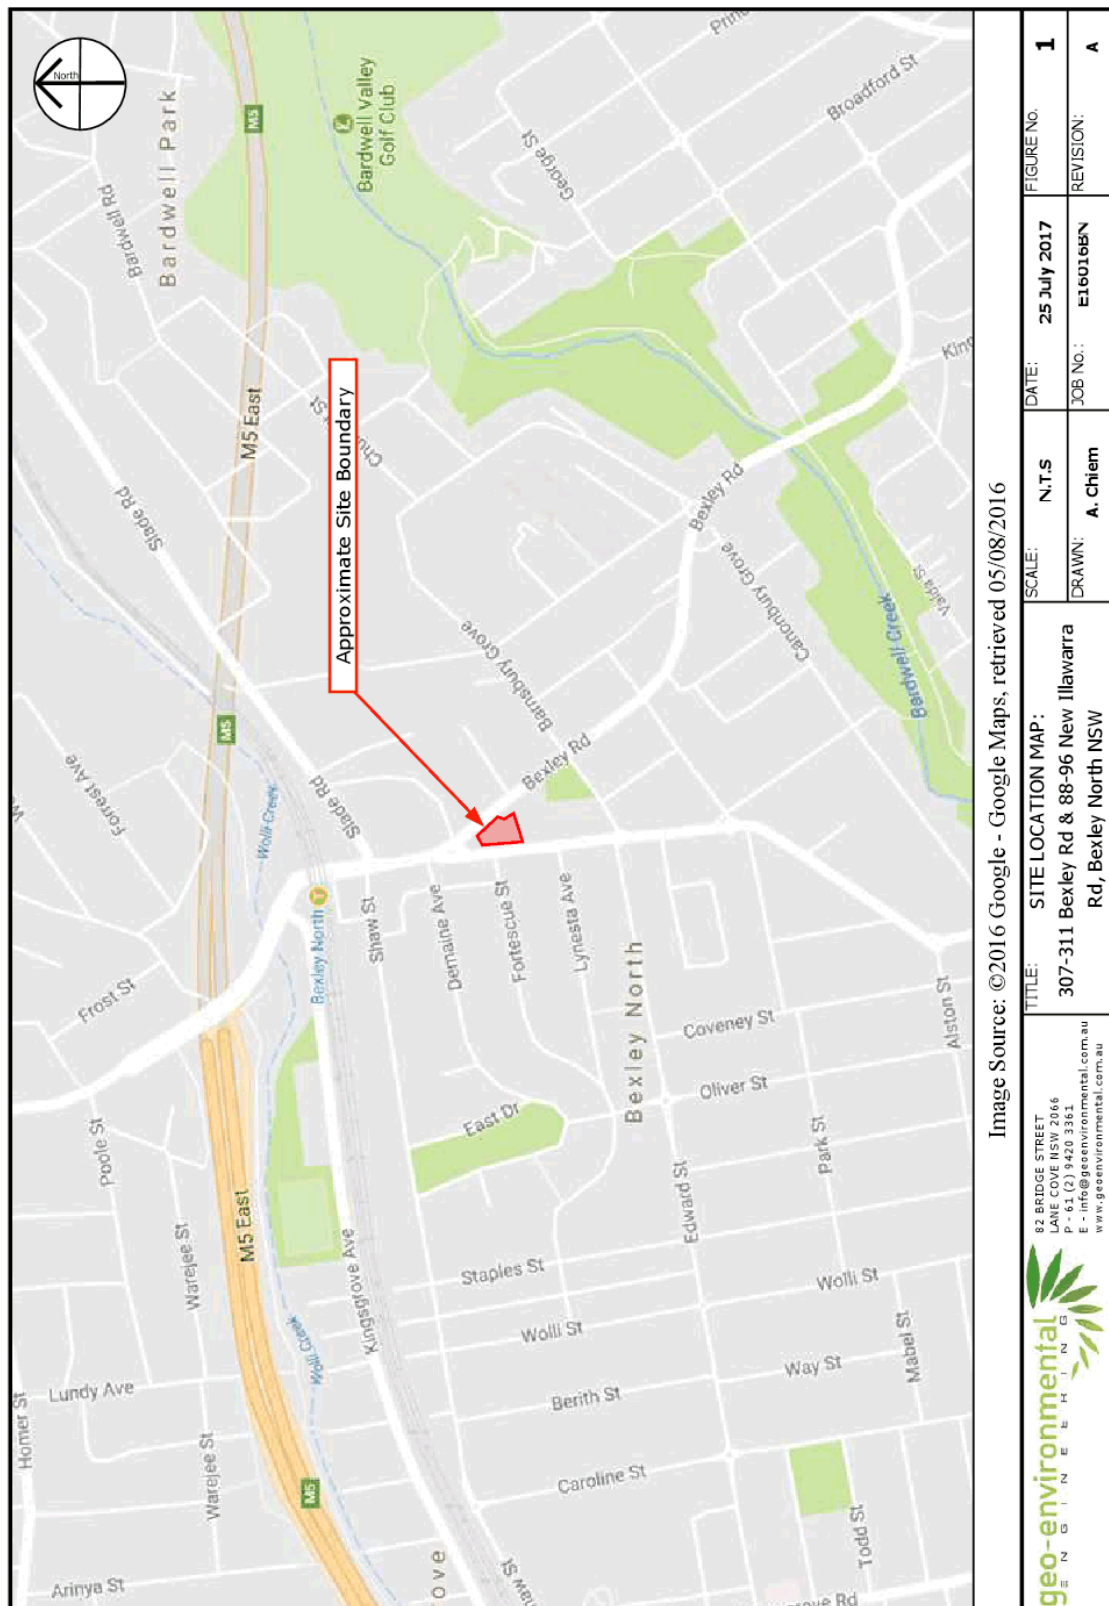 North
Bardwell Park
Bardwell Rd
M5
Bardwell Valley
Golf Club
George St
Broadford St
Slade Rd
M5 East
Approximate Site Boundary
Bexley Rd
Canonbury Grove
Valda St
Bardwell Creek
Barnsbury Grove
Bexley Rd
Forrest Ave
M5
Wolli Creek
Slade Rd
Bexley North
Frost St
Shaw St
Demaine Ave
Fortescue St
Lynesta Ave
Bexley North
Coveney St
Oliver St
Alston St
Poole St
East Dr
Edward St
Park St
M5 East
Warejee St
Kingsgrove Ave
Staples St
Wolli St
Wolli St
Wolli Creek
Way St
Mabel St
Homer St
Lundy Ave
Berith St
Warejee St
M5
Caroline St
Todd St
Arinya St
Image Source: ©2016 Google - Google Maps, retrieved 05/08/2016
geo-environmental
ENGINEERING
82 BRIDGE STREET
LANE COVE NSW 2066
P - 61 (2) 9420 3361
E - info@geoenvironmental.com.au
www.geoenvironmental.com.au
TITLE:
SITE LOCATION MAP:
307-311 Bexley Rd & 88-96 New Illawarra
Rd, Bexley North NSW
SCALE:
N.T.S
DATE:
25 July 2017
FIGURE No.
1
DRAWN:
A. Chiem
JOB No.:
E16016BN
REVISION:
A